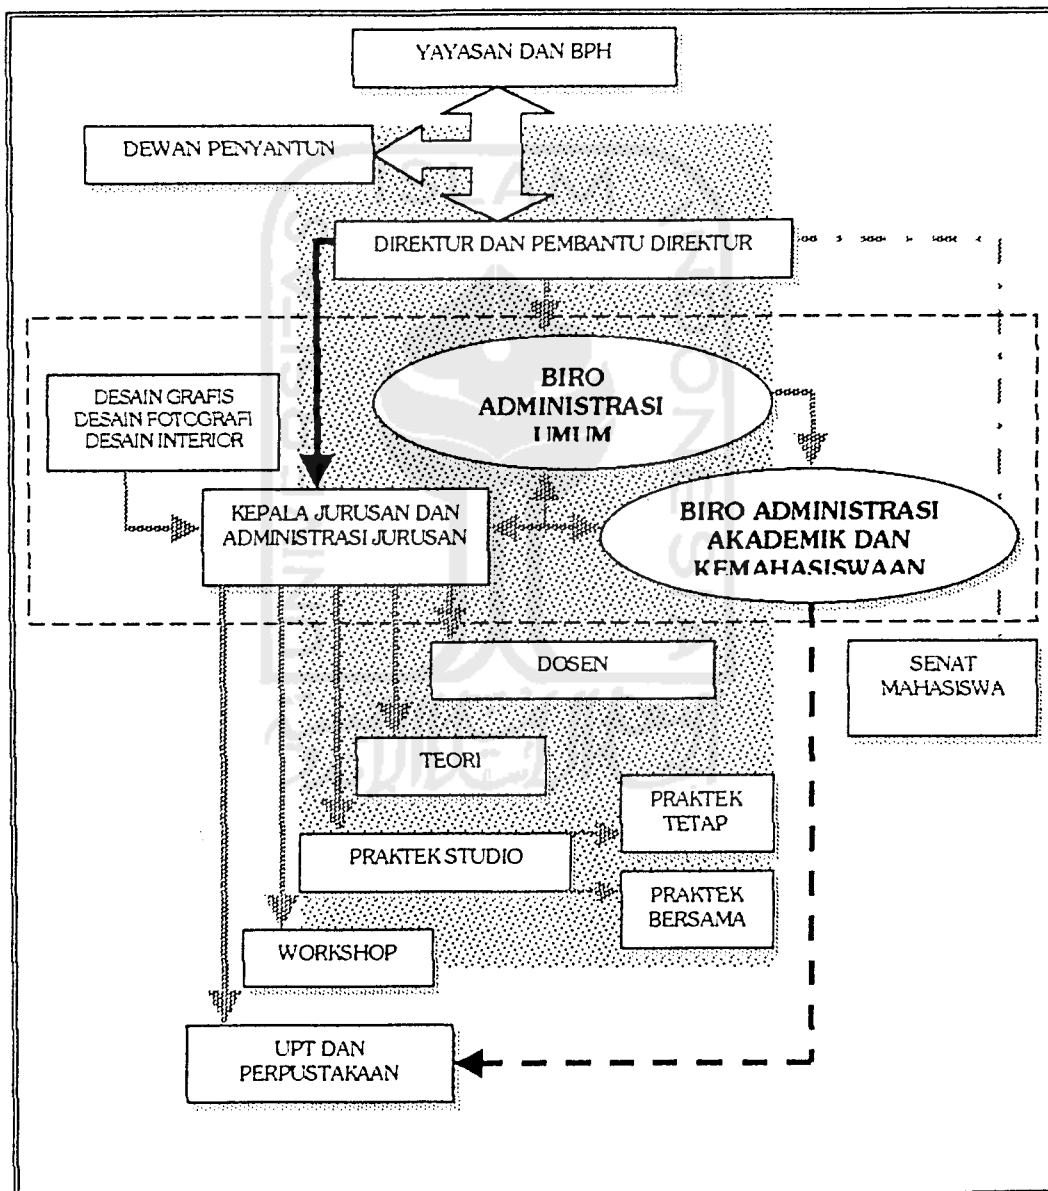 YAYASAN DAN BPH
DEWAN PENYANTUN
DIREKTUR DAN PEMBANTU DIREKTUR
BIRO
ADMINISTRASI
UMUM
DESAIN GRAFIS
DESAIN FOTOGRAFI
DESAIN INTERIOR
KEPALA JURUSAN DAN
ADMINISTRASI JURUSAN
BIRO ADMINISTRASI
AKADEMIK DAN
KEMAHASISWAAN
DOSEN
SENAT
MAHASISWA
TEORI
PRAKTEK
TETAP
PRAKTEK STUDIO
PRAKTEK
BERSAMA
WORKSHOP
UPT DAN
PERPUSTAKAAN